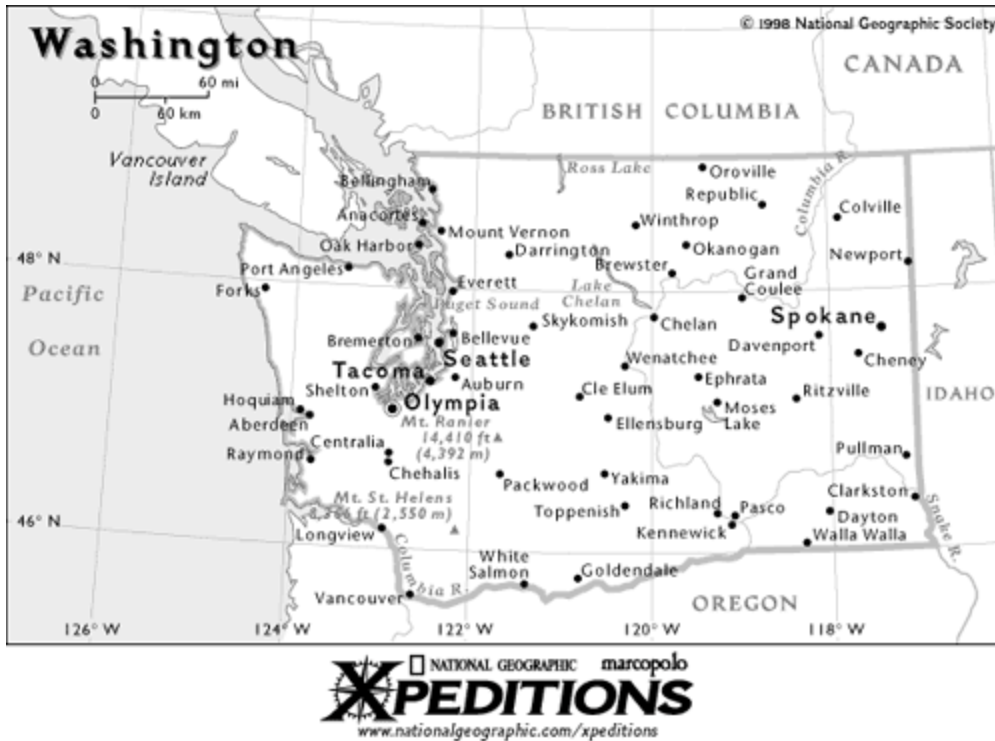 Washington
© 1998 National Geographic Society
0 60 mi
0 60 km
CANADA
BRITISH COLUMBIA
Vancouver
Island
Ross Lake
Columbia R.
Oroville
Republic
Bellingham
Anacortes
Mount Vernon
Winthrop
Colville
Oak Harbor
Darrington
Okanogan
Newport
48° N
Port Angeles
Brewster
Grand
Coulee
Forks
Everett
Lake
Chelan
Pacific
Ocean
Puget Sound
Skykomish
Chelan
Spokane
Bremerton
Bellevue
Seattle
Davenport
Cheney
Tacoma
Wenatchee
Shelton
Auburn
Cle Elum
Ephrata
Ritzville
IDAHO
Hoquiam
Olympia
Moses
Lake
Aberdeen
Mt. Ranier
14,410 ft
(4,392 m)
Ellensburg
Centralia
Raymond
Chehalis
Pullman
Packwood
Yakima
Clarkston
Mt. St. Helens
ft (2,550 m)
Toppenish
Richland
Pasco
Dayton
Snake R.
46° N
Longview
Kennewick
Walla Walla
Columbia R.
White
Salmon
Goldendale
Vancouver
OREGON
126° W
124° W
122° W
120° W
118° W
NATIONAL GEOGRAPHIC marcopolo
XPEDITIONS
www.nationalgeographic.com/xpeditions